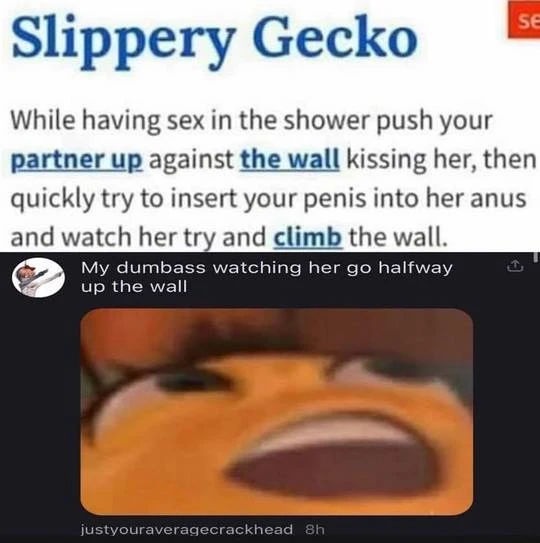 Slippery Gecko
se
While having sex in the shower push your
partner up against the wall kissing her, then
quickly try to insert your penis into her anus
and watch her try and climb the wall.
My dumbass watching her go halfway
up the wall
justyouraveragecrackhead 8h